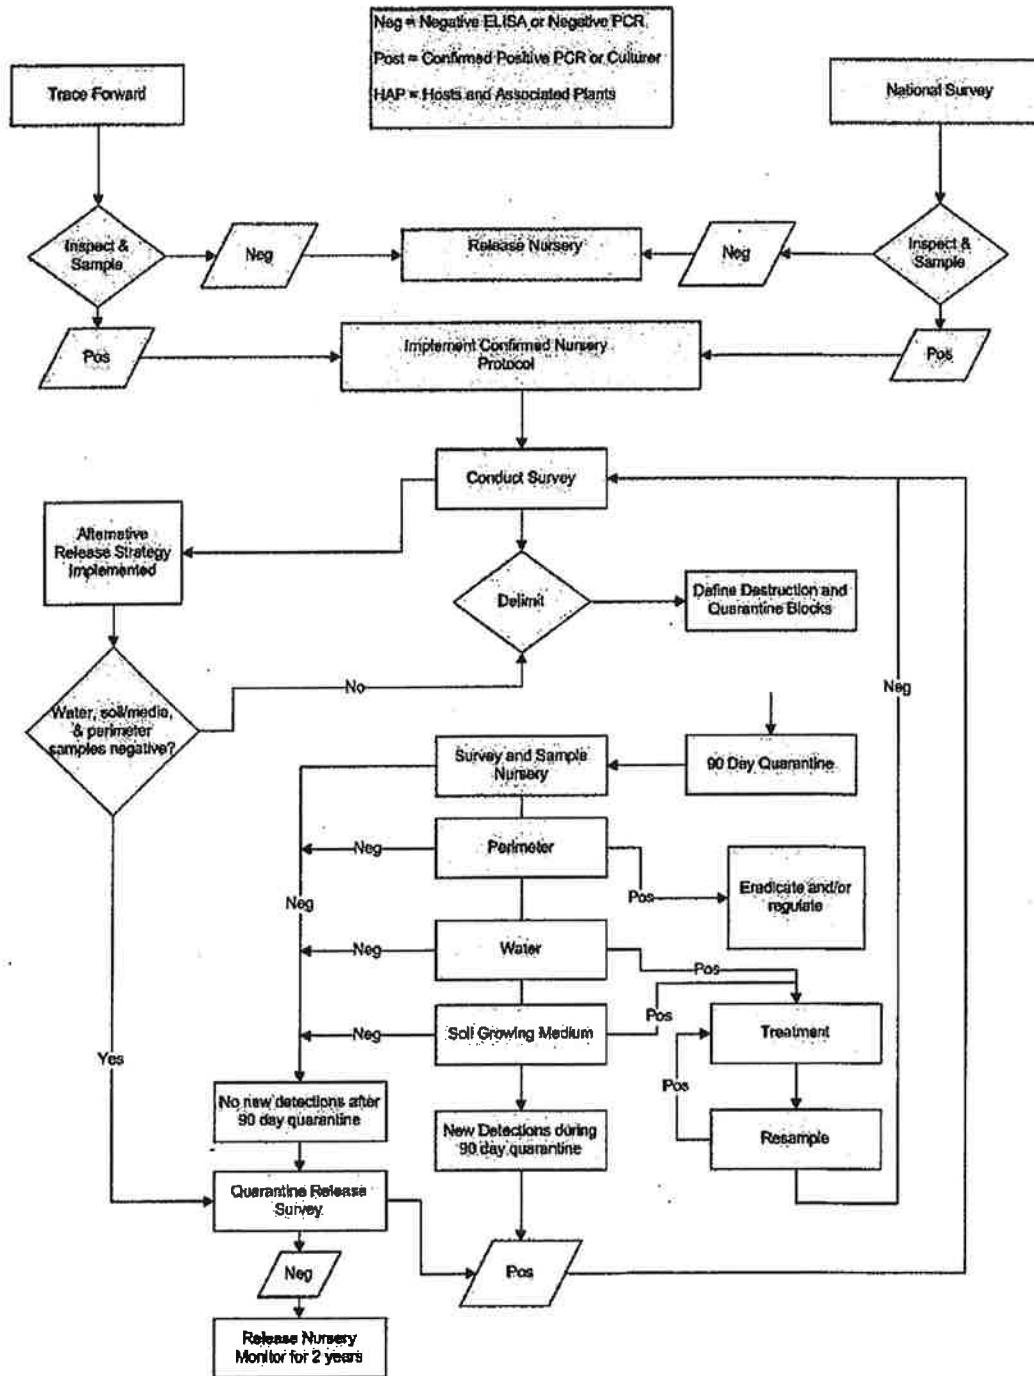 Neg = Negative ELISA or Negative PCR
Post = Confirmed Positive PCR or Culturer
HAP = Hosts and Associated Plants
Trace Forward
National Survey
Inspect &
Sample
Neg
Release Nursery
Neg
Inspect &
Sample
Pos
Implement Confirmed Nursery
Protocol
Pos
Conduct Survey
Alternative
Release Strategy
Implemented
Delimit
Define Destruction and
Quarantine Blocks
No
Neg
Water, soil/media,
& perimeter
samples negative?
Survey and Sample
Nursery
90 Day Quarantine
Neg
Perimeter
Pos
Eradicate and/or
regulate
Neg
Neg
Water
Pos
Neg
Soil Growing Medium
Pos
Treatment
Yes
Pos
No new detections after
90 day quarantine
New Detections during
90 day quarantine
Resample
Quarantine Release
Survey
Neg
Pos
Release Nursery
Monitor for 2 years